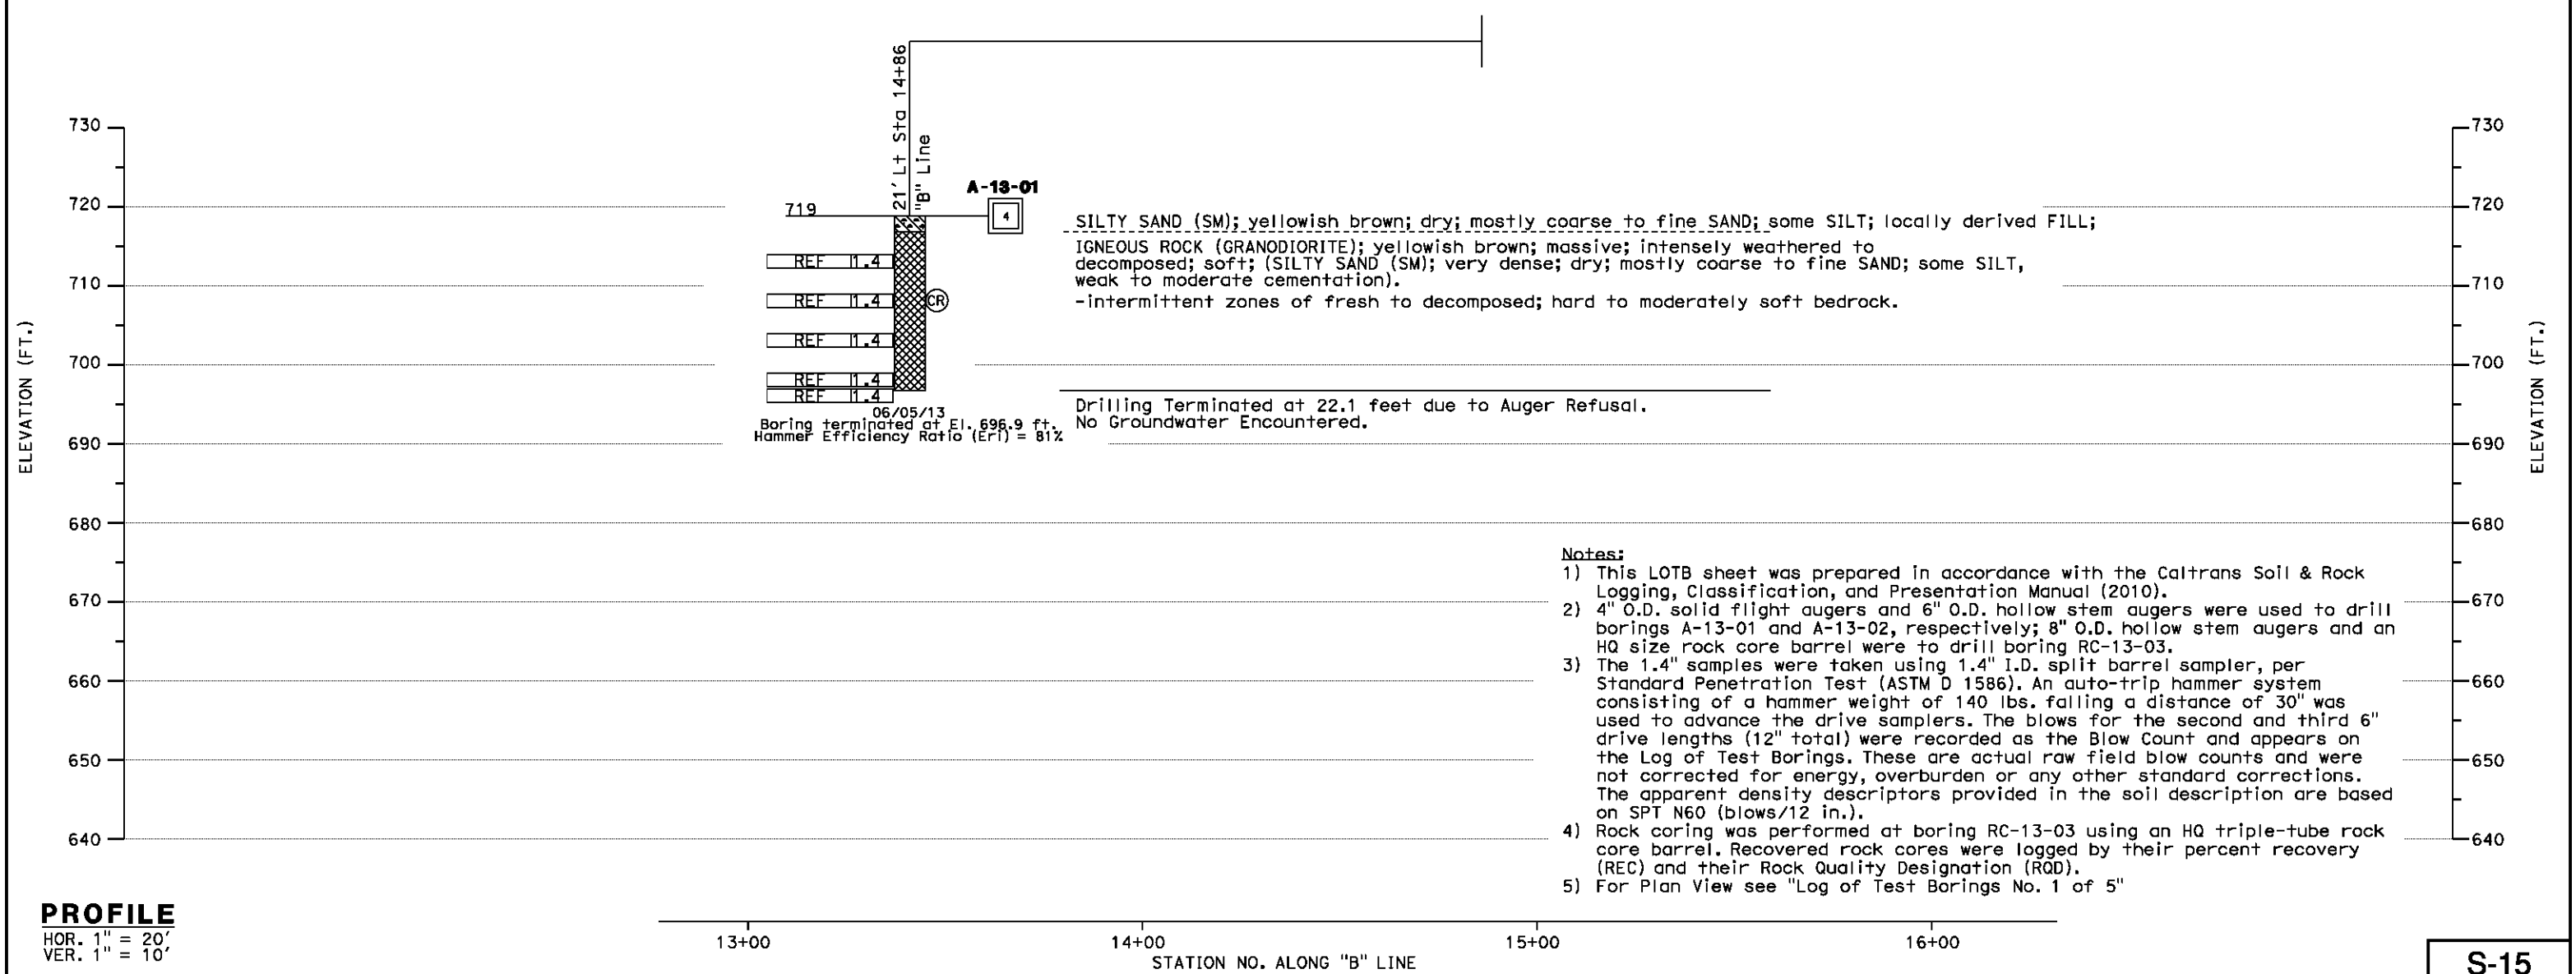 21' Lt Sta 14+86
"B" Line
730
720
710
700
690
680
670
660
650
640
ELEVATION (FT.)
719
A-13-01
4
REF 1.4
REF 1.4
CR
REF 1.4
REF 1.4
REF 1.4
06/05/13
Boring terminated at El. 696.9 ft.
Hammer Efficiency Ratio (Eri) = 81%
SILTY SAND (SM); yellowish brown; dry; mostly coarse to fine SAND; some SILT; locally derived FILL;
IGNEOUS ROCK (GRANODIORITE); yellowish brown; massive; intensely weathered to
decomposed; soft; (SILTY SAND (SM); very dense; dry; mostly coarse to fine SAND; some SILT,
weak to moderate cementation).
-intermittent zones of fresh to decomposed; hard to moderately soft bedrock.
Drilling Terminated at 22.1 feet due to Auger Refusal.
No Groundwater Encountered.
730
720
710
700
690
680
670
660
650
640
ELEVATION (FT.)
Notes:
1) This LOTB sheet was prepared in accordance with the Caltrans Soil & Rock
Logging, Classification, and Presentation Manual (2010).
2) 4" O.D. solid flight augers and 6" O.D. hollow stem augers were used to drill
borings A-13-01 and A-13-02, respectively; 8" O.D. hollow stem augers and an
HQ size rock core barrel were to drill boring RC-13-03.
3) The 1.4" samples were taken using 1.4" I.D. split barrel sampler, per
Standard Penetration Test (ASTM D 1586). An auto-trip hammer system
consisting of a hammer weight of 140 lbs. falling a distance of 30" was
used to advance the drive samplers. The blows for the second and third 6"
drive lengths (12" total) were recorded as the Blow Count and appears on
the Log of Test Borings. These are actual raw field blow counts and were
not corrected for energy, overburden or any other standard corrections.
The apparent density descriptors provided in the soil description are based
on SPT N60 (blows/12 in.).
4) Rock coring was performed at boring RC-13-03 using an HQ triple-tube rock
core barrel. Recovered rock cores were logged by their percent recovery
(REC) and their Rock Quality Designation (RQD).
5) For Plan View see "Log of Test Borings No. 1 of 5"
PROFILE
HOR. 1" = 20'
VER. 1" = 10'
13+00
14+00
15+00
16+00
STATION NO. ALONG "B" LINE
S-15